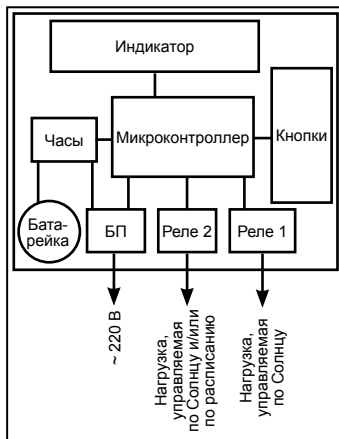 Индикатор
Часы
Микроконтроллер
Кнопки
Бата-
рейка
БП
Реле 2
Реле 1
~ 220 В
Нагрузка,
управляемая
по Солнцу и/или
по расписанию
Нагрузка,
управляемая
по Солнцу